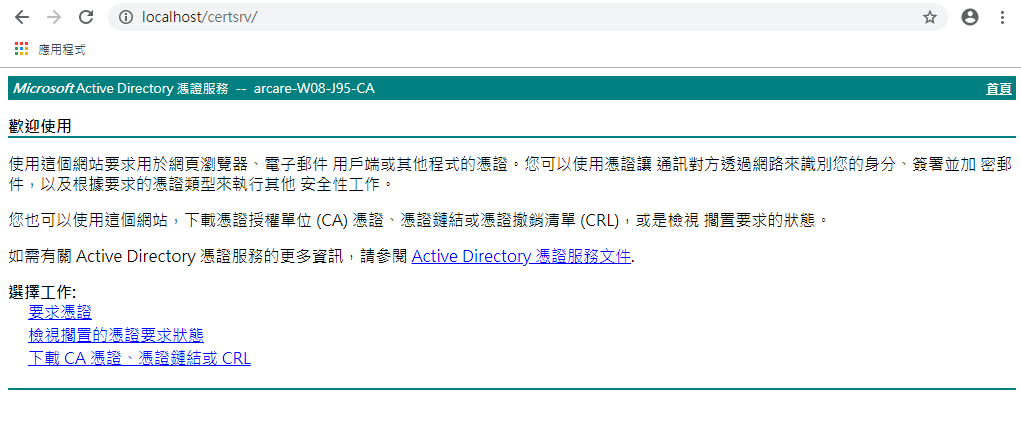 localhost/certsrv/
應用程式
Microsoft Active Directory 憑證服務 -- arcare-W08-J95-CA 首頁
歡迎使用
使用這個網站要求用於網頁瀏覽器、電子郵件 用戶端或其他程式的憑證。您可以使用憑證讓 通訊對方透過網路來識別您的身分、簽署並加 密郵
件，以及根據要求的憑證類型來執行其他 安全性工作。
您也可以使用這個網站，下載憑證授權單位 (CA) 憑證、憑證鏈結或憑證撤銷清單 (CRL)，或是檢視 擱置要求的狀態。
如需有關 Active Directory 憑證服務的更多資訊，請參閱 Active Directory 憑證服務文件.
選擇工作:
要求憑證
檢視擱置的憑證要求狀態
下載 CA 憑證、憑證鏈結或 CRL